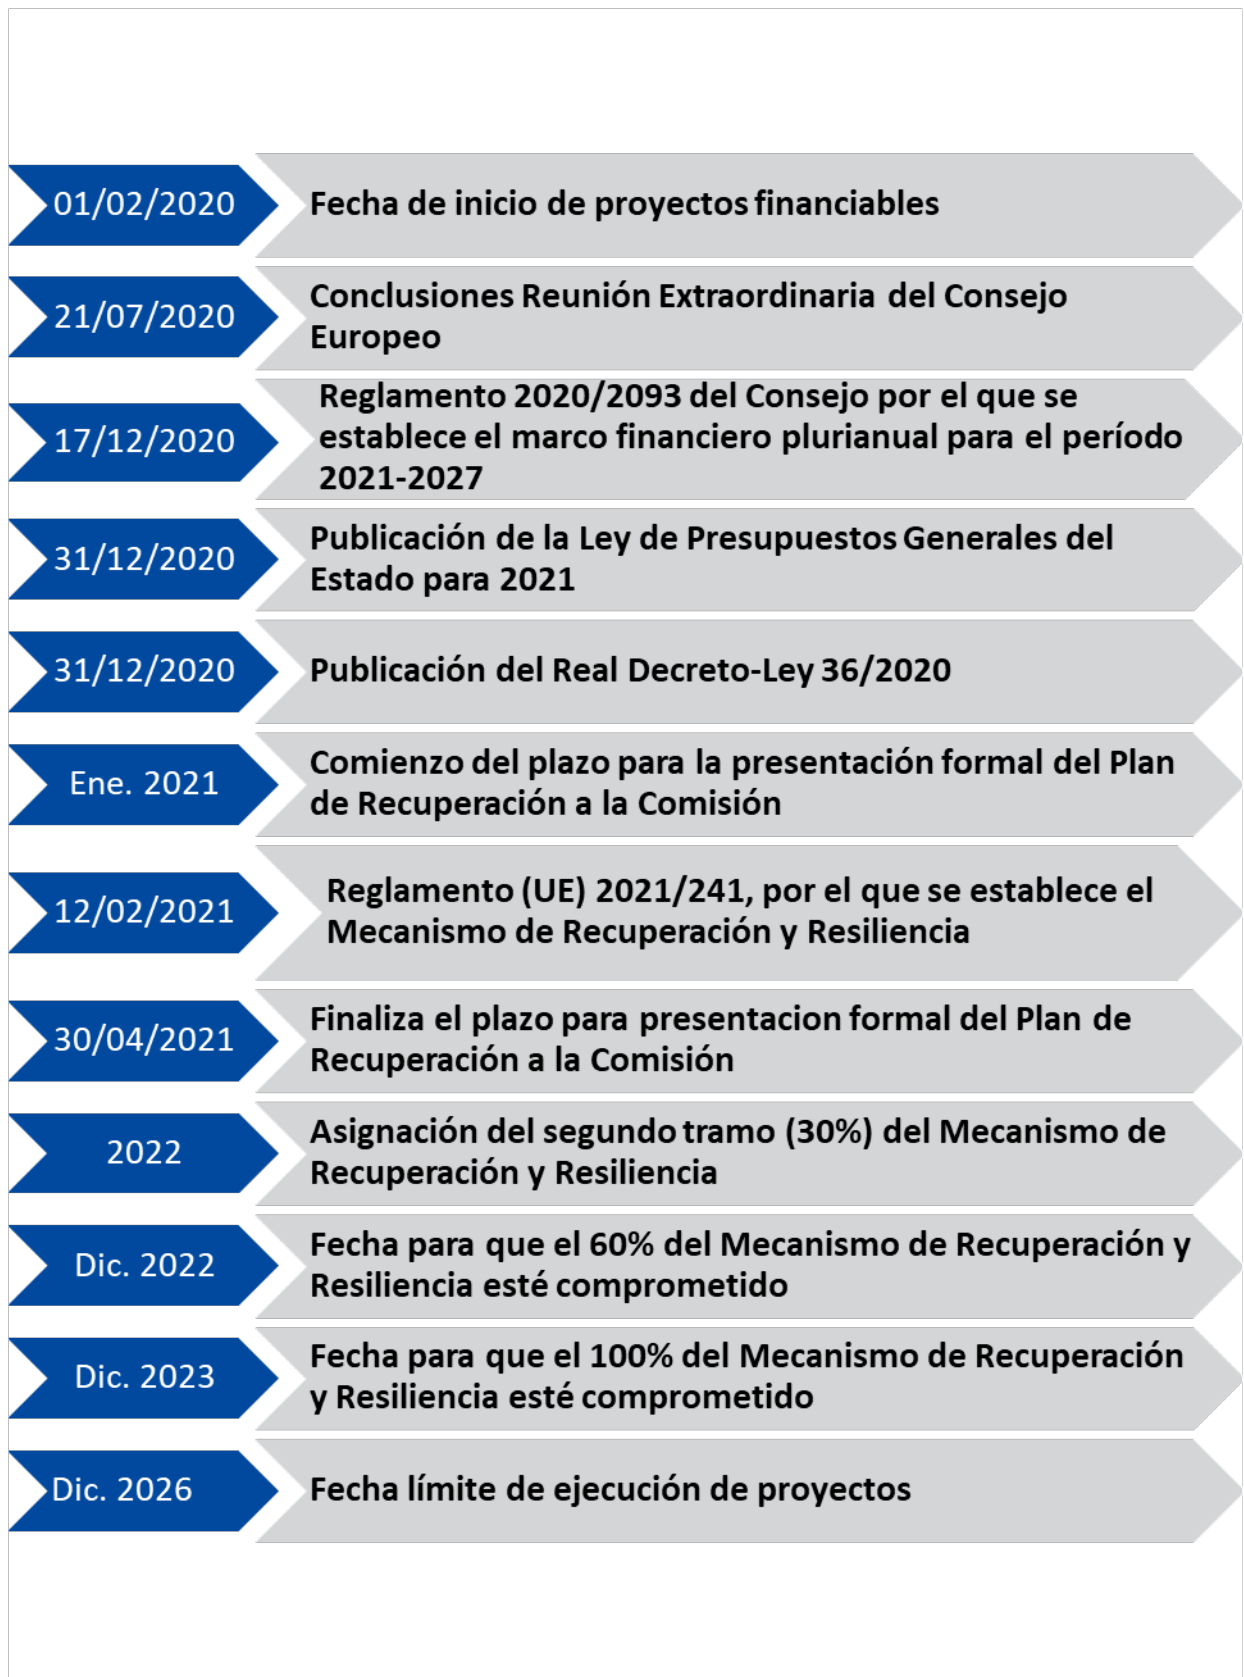 01/02/2020
Fecha de inicio de proyectos financiables
21/07/2020
Conclusiones Reunión Extraordinaria del Consejo
Europeo
17/12/2020
Reglamento 2020/2093 del Consejo por el que se
establece el marco financiero plurianual para el período
2021-2027
31/12/2020
Publicación de la Ley de Presupuestos Generales del
Estado para 2021
31/12/2020
Publicación del Real Decreto-Ley 36/2020
Ene. 2021
Comienzo del plazo para la presentación formal del Plan
de Recuperación a la Comisión
12/02/2021
Reglamento (UE) 2021/241, por el que se establece el
Mecanismo de Recuperación y Resiliencia
30/04/2021
Finaliza el plazo para presentacion formal del Plan de
Recuperación a la Comisión
2022
Asignación del segundo tramo (30%) del Mecanismo de
Recuperación y Resiliencia
Dic. 2022
Fecha para que el 60% del Mecanismo de Recuperación y
Resiliencia esté comprometido
Dic. 2023
Fecha para que el 100% del Mecanismo de Recuperación
y Resiliencia esté comprometido
Dic. 2026
Fecha límite de ejecución de proyectos